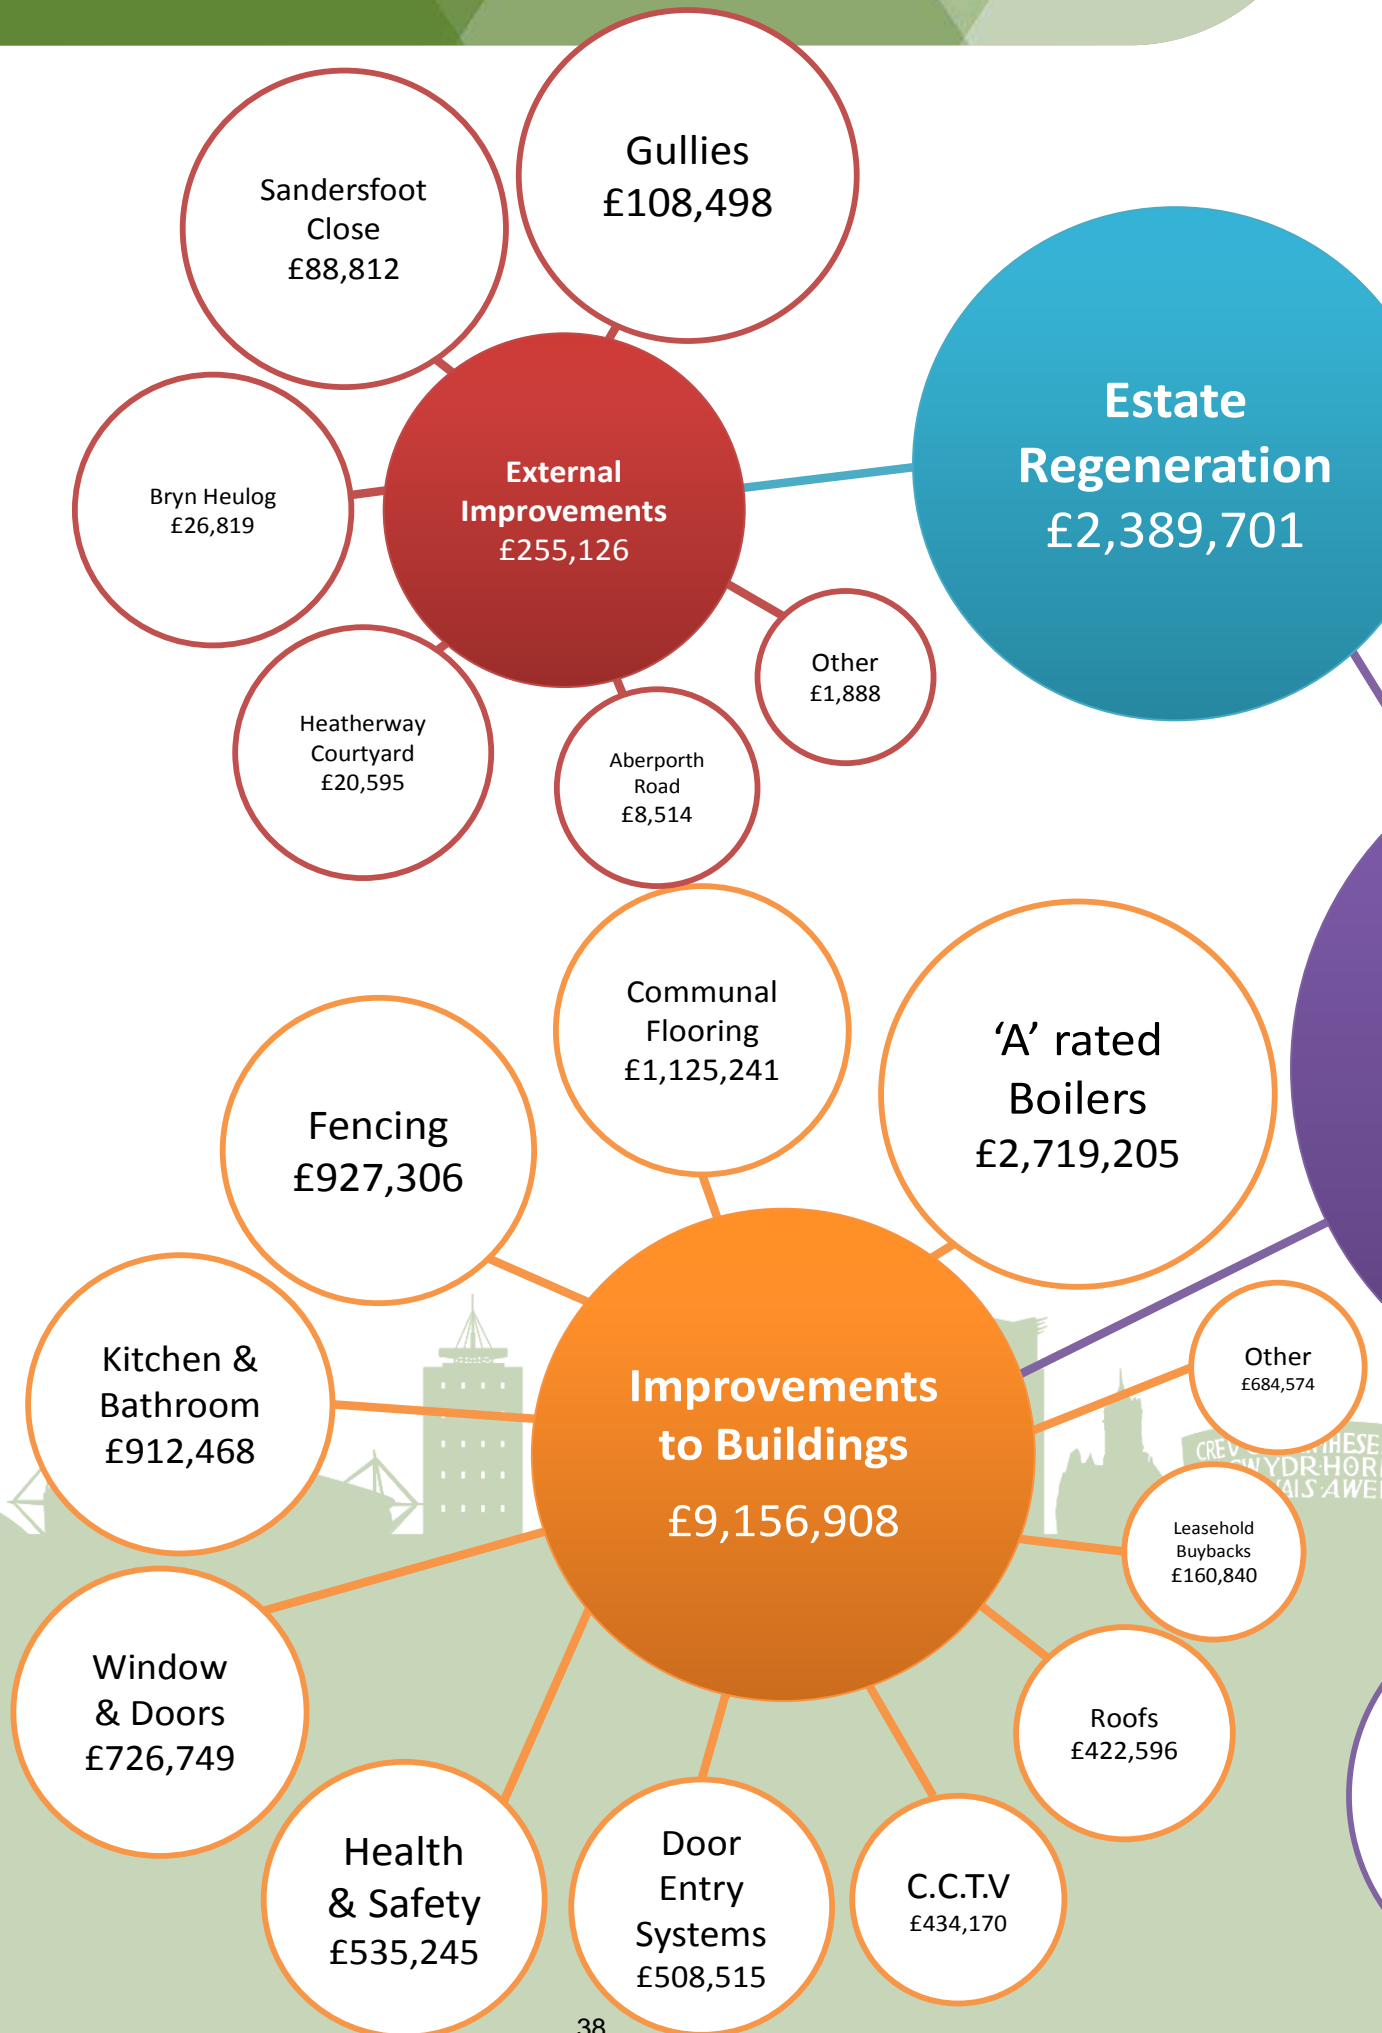 Gullies
£108,498
Sandersfoot
Close
£88,812
Estate
Regeneration
£2,389,701
External
Improvements
£255,126
Bryn Heulog
£26,819
Other
£1,888
Heatherway
Courtyard
£20,595
Aberporth
Road
£8,514
Communal
Flooring
£1,125,241
‘A’ rated
Boilers
£2,719,205
Fencing
£927,306
Kitchen &
Bathroom
£912,468
Improvements
to Buildings
£9,156,908
Other
£684,574
Leasehold
Buybacks
£160,840
Window
& Doors
£726,749
Roofs
£422,596
Health
& Safety
£535,245
Door
Entry
Systems
£508,515
C.C.T.V
£434,170
38